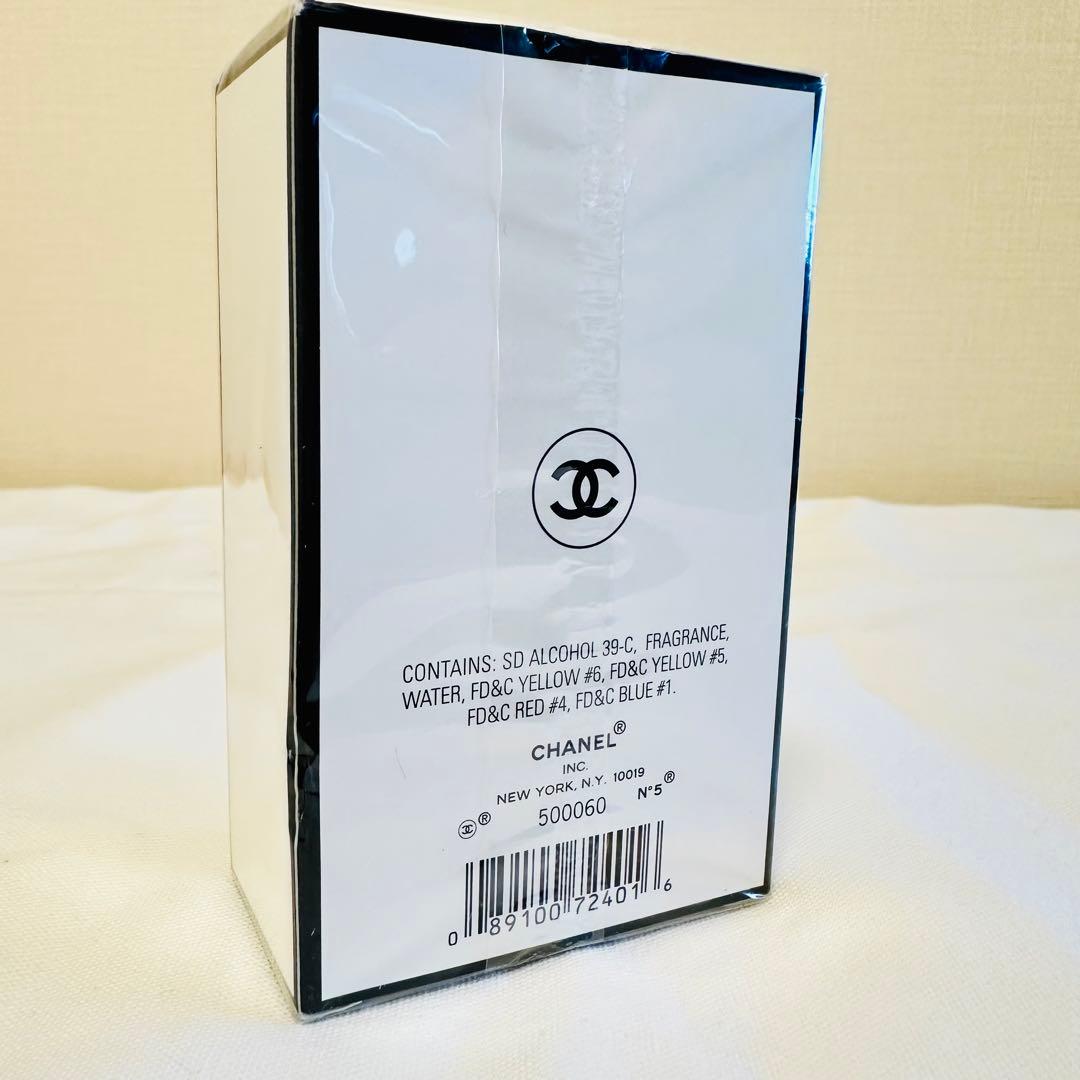 CONTAINS: SD ALCOHOL 39-C, FRAGRANCE,
WATER, FD&C YELLOW #6, FD&C YELLOW #5,
FD&C RED #4, FD&C BLUE #1.
CHANEL®
INC.
NEW YORK, N.Y. 10019
® 500060 N°5®
0 89100 72401 6